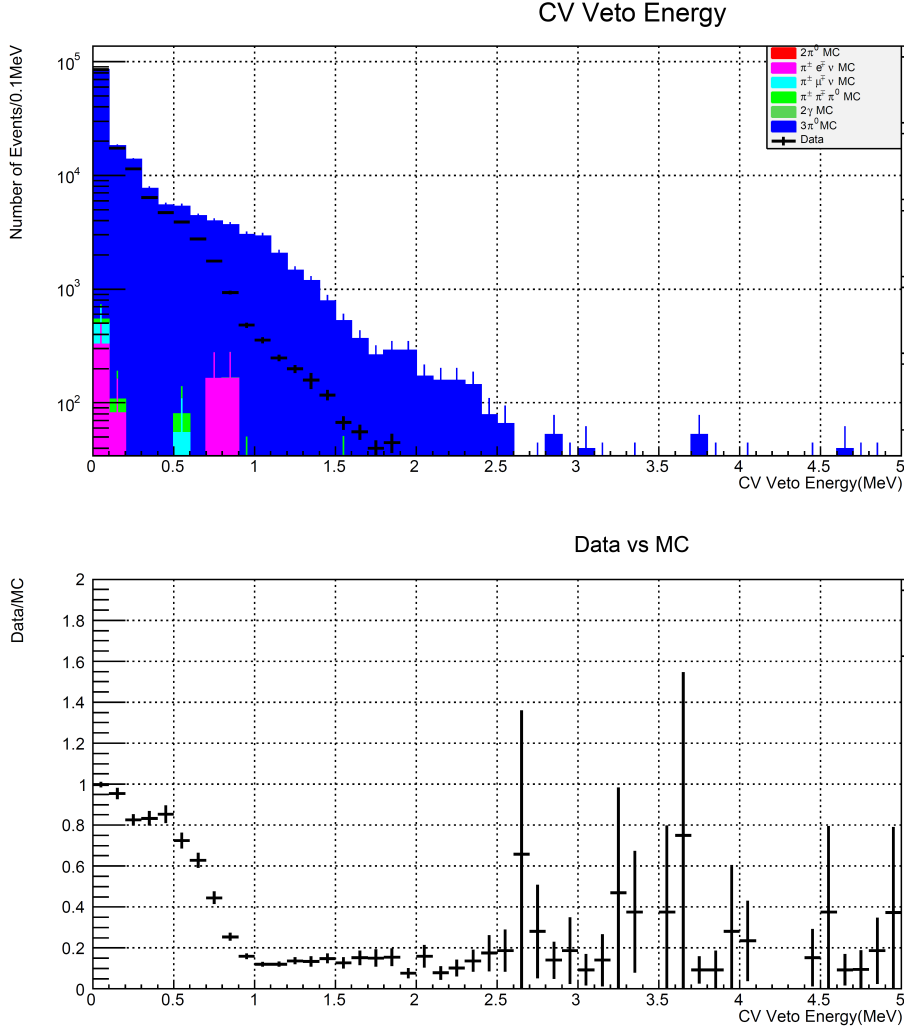 CV Veto Energy
Number of Events/0.1MeV
10⁵
10⁴
10³
10²
2π⁰ MC
π± e∓ ν MC
π± μ∓ ν MC
π± π∓ π⁰ MC
2γ MC
3π⁰ MC
Data
0 0.5 1 1.5 2 2.5 3 3.5 4 4.5 5
CV Veto Energy(MeV)
Data vs MC
Data/MC
2
1.8
1.6
1.4
1.2
1
0.8
0.6
0.4
0.2
0
0 0.5 1 1.5 2 2.5 3 3.5 4 4.5 5
CV Veto Energy(MeV)